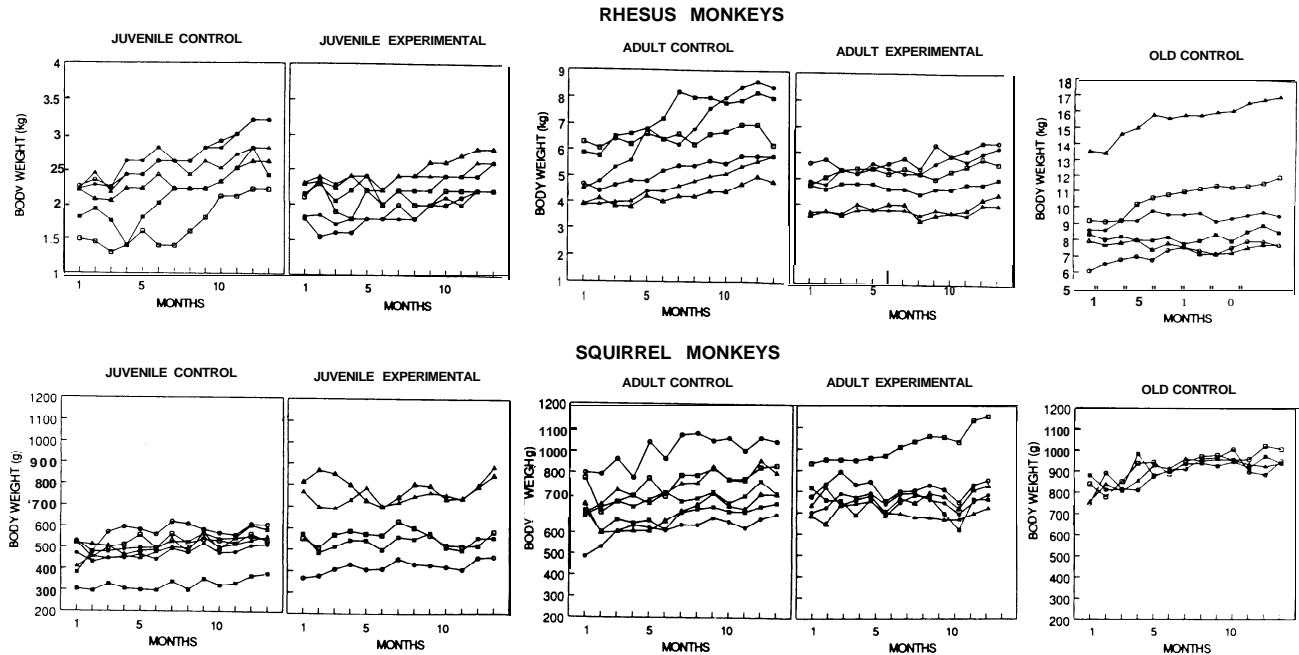 RHESUS MONKEYS
JUVENILE CONTROL
JUVENILE EXPERIMENTAL
ADULT CONTROL
ADULT EXPERIMENTAL
OLD CONTROL
BODY WEIGHT (kg)
4
3.5
3
25
2
1.5
1
1 5 10
MONTHS
1 5 10
MONTHS
BODY WEIGHT (kg)
9
8
7
6
5
4
3
2
1
1 5 10
MONTHS
1 5 10
MONTHS
BODY WEIGHT (kg)
18
17
16
15
14
13
12
11
10
9
8
7
6
5
1 " " 5 " 1 " 0 "
MONTHS
SQUIRREL MONKEYS
JUVENILE CONTROL
JUVENILE EXPERIMENTAL
ADULT CONTROL
ADULT EXPERIMENTAL
OLD CONTROL
BODY WEIGHT (g)
1200
1100
1000
900
800
700
600
500
400
300
200
1 5 10
MONTHS
1 5 10
MONTHS
BODY WEIGHg)
1200
1000
900
800
700
600
500
400
300
200
1 5 10
MONTHS
1 5 10
MONTHS
BODY WEIGHT (g)
1200
1100
1000
900
800
700
600
500
400
300
200
1 5 10
MONTHS